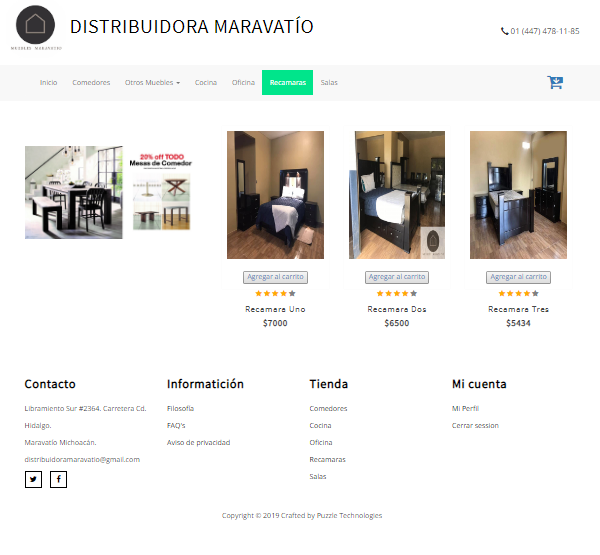 MUEBLES MARAVATIO
DISTRIBUIDORA MARAVATÍO
01 (447) 478-11-85
Inicio Comedores Otros Muebles Cocina Oficina Recamaras Salas
20% off TODO
Mesas de Comedor
Agregar al carrito Agregar al carrito Agregar al carrito
Recamara Uno Recamara Dos Recamara Tres
$7000 $6500 $5434
Contacto Informatición Tienda Mi cuenta
Libramiento Sur #2364. Carretera Cd. Filosofía Comedores Mi Perfil
Hidalgo. FAQ's Cocina Cerrar session
Maravatío Michoacán. Aviso de privacidad Oficina
distribuidoramaravatio@gmail.com Recamaras
Salas
Copyright © 2019 Crafted by Puzzle Technologies